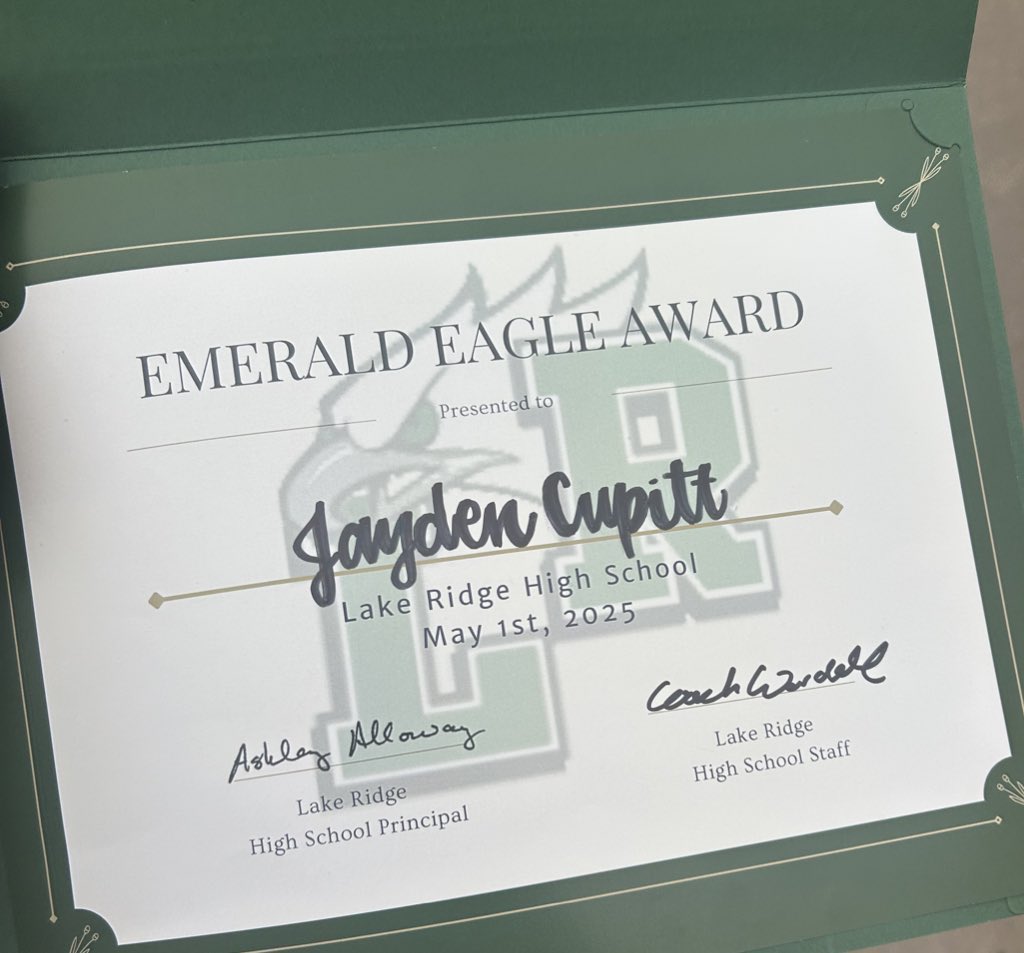 EMERALD EAGLE AWARD
Presented to
Jayden Cupitt
Lake Ridge High School
May 1st, 2025
Ashley Alloway
Coach
Lake Ridge
High School Principal
Lake Ridge
High School Staff
LR